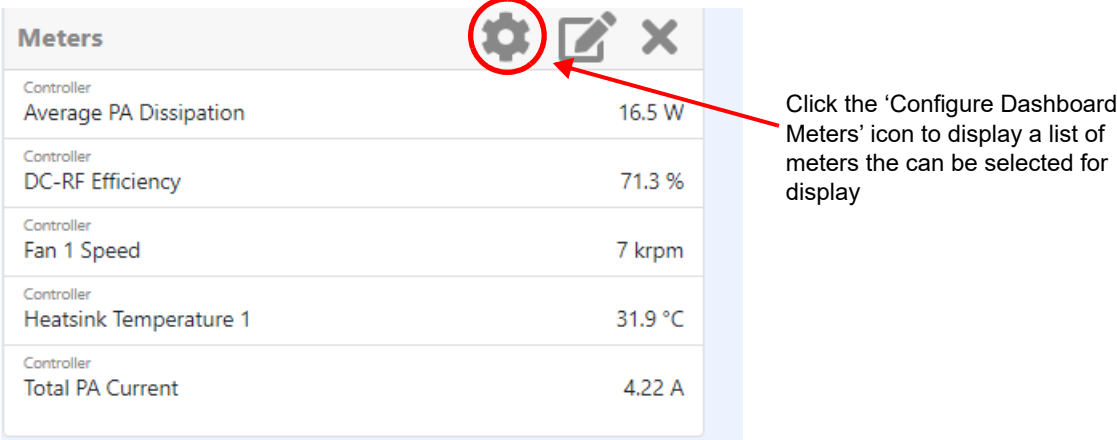 Meters
Controller
Average PA Dissipation 16.5 W
Controller
DC-RF Efficiency 71.3 %
Controller
Fan 1 Speed 7 krpm
Controller
Heatsink Temperature 1 31.9 °C
Controller
Total PA Current 4.22 A
Click the ‘Configure Dashboard
Meters’ icon to display a list of
meters the can be selected for
display